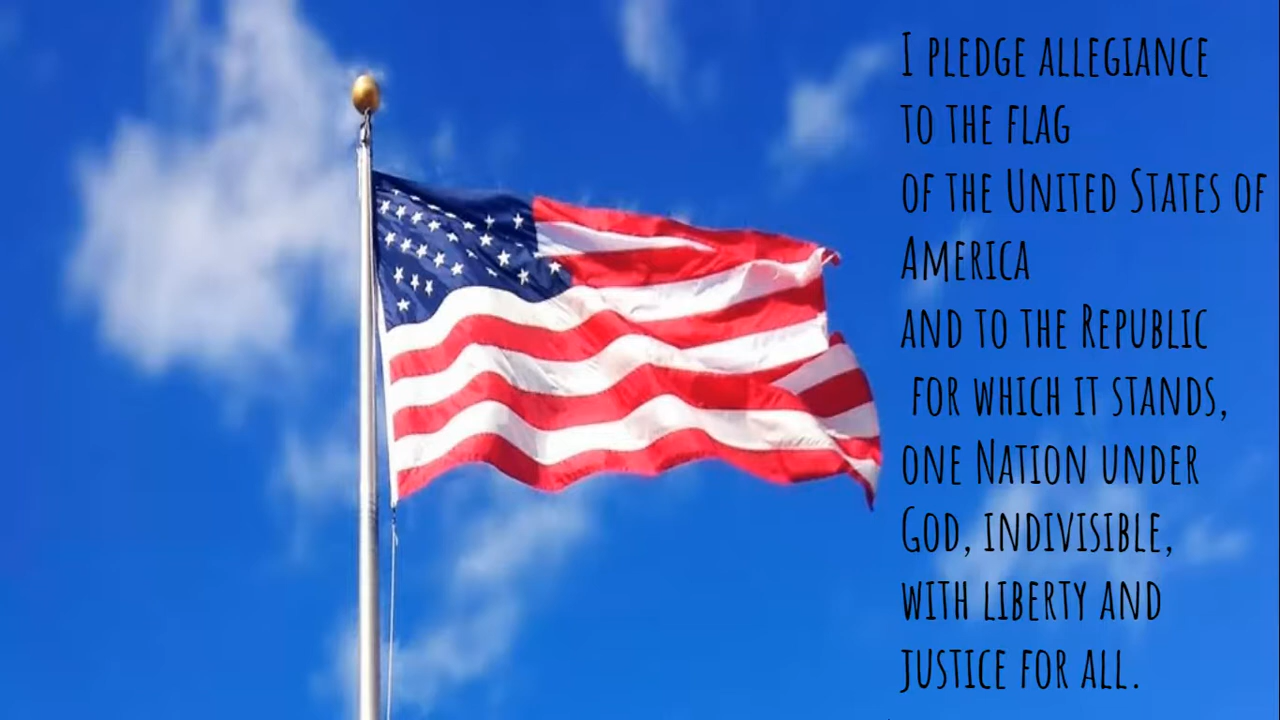 I pledge allegiance
to the flag
of the United States of
America
and to the Republic
for which it stands,
one Nation under
God, indivisible,
with liberty and
justice for all.